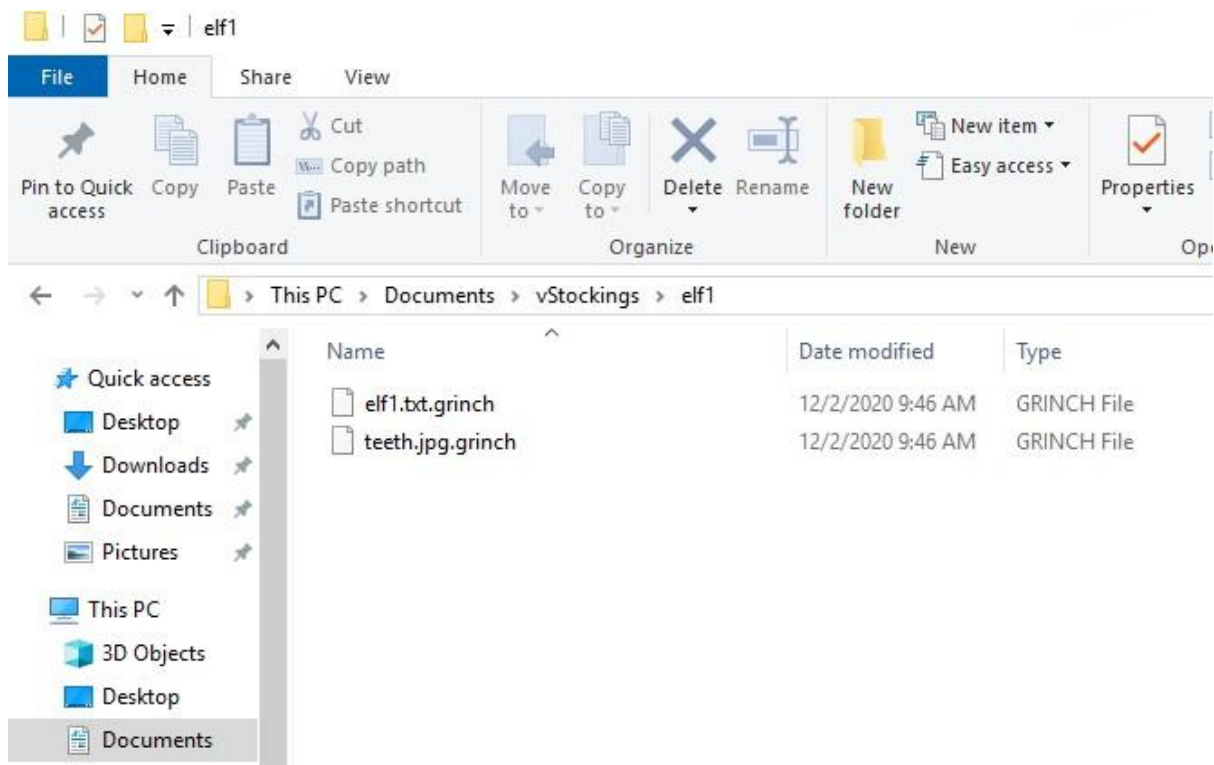 elf1
File Home Share View
Pin to Quick access
Copy
Paste
Cut
Copy path
Paste shortcut
Move to
Copy to
Delete
Rename
New folder
New item
Easy access
Properties
Clipboard Organize New Ope
This PC > Documents > vStockings > elf1
Name Date modified Type
elf1.txt.grinch 12/2/2020 9:46 AM GRINCH File
teeth.jpg.grinch 12/2/2020 9:46 AM GRINCH File
Quick access
Desktop
Downloads
Documents
Pictures
This PC
3D Objects
Desktop
Documents